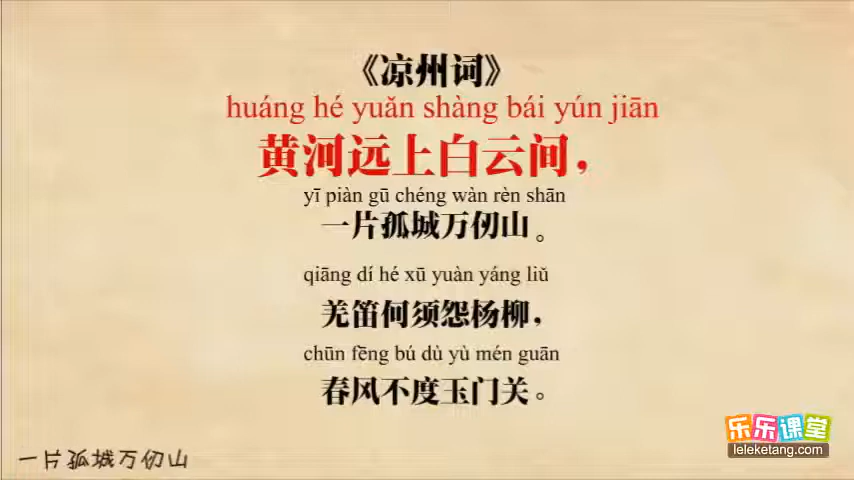 《凉州词》
huáng hé yuǎn shàng bái yún jiān
黄河远上白云间，
yī piàn gū chéng wàn rèn shān
一片孤城万仞山。
qiāng dí hé xū yuàn yáng liǔ
羌笛何须怨杨柳，
chūn fēng bú dù yù mén guān
春风不度玉门关。
一片孤城万仞山
乐乐课堂
leleketang.com